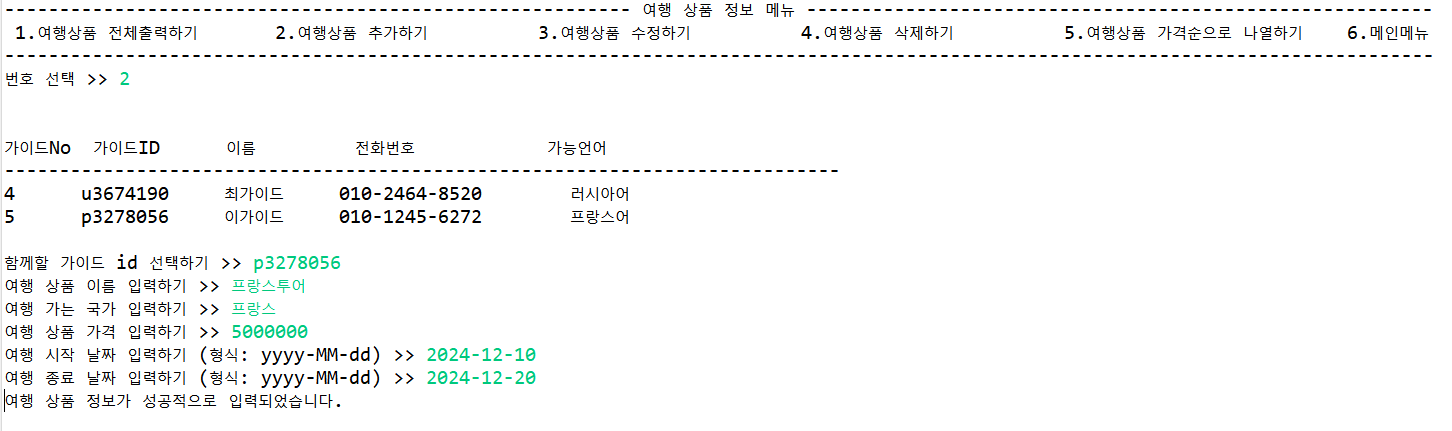 --------------------------------------------------------- 여행 상품 정보 메뉴 ---------------------------------------------------------
1.여행상품 전체출력하기 2.여행상품 추가하기 3.여행상품 수정하기 4.여행상품 삭제하기 5.여행상품 가격순으로 나열하기 6.메인메뉴
----------------------------------------------------------------------------------------------------------------------------------
번호 선택 >> 2
가이드No 가이드ID 이름 전화번호 가능언어
----------------------------------------------------------------------------
4 u3674190 최가이드 010-2464-8520 러시아어
5 p3278056 이가이드 010-1245-6272 프랑스어
함께할 가이드 id 선택하기 >> p3278056
여행 상품 이름 입력하기 >> 프랑스투어
여행 가는 국가 입력하기 >> 프랑스
여행 상품 가격 입력하기 >> 5000000
여행 시작 날짜 입력하기 (형식: yyyy-MM-dd) >> 2024-12-10
여행 종료 날짜 입력하기 (형식: yyyy-MM-dd) >> 2024-12-20
여행 상품 정보가 성공적으로 입력되었습니다.